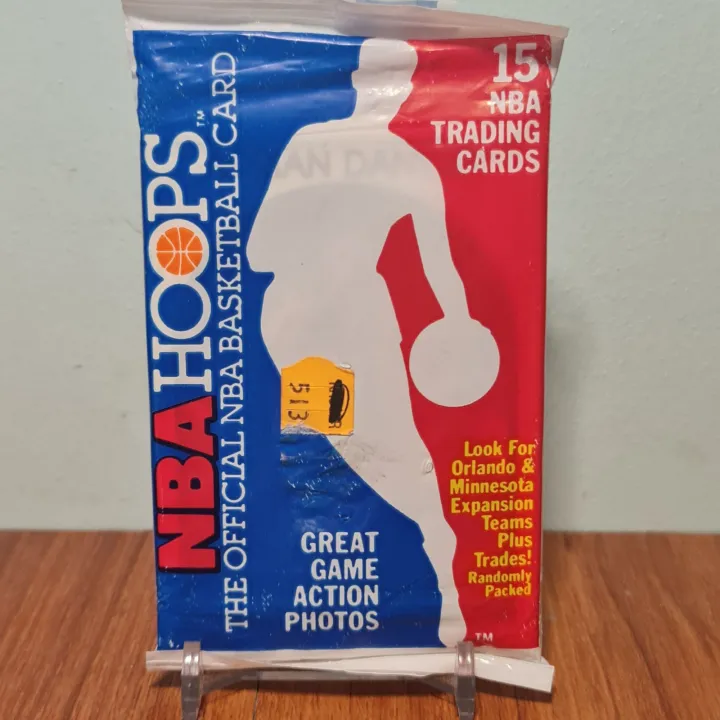 NBA HOOPS™
THE OFFICIAL NBA BASKETBALL CARD
15
NBA
TRADING
CARDS
Look For
Orlando &
Minnesota
Expansion
Teams
Plus
Trades!
Randomly
Packed
GREAT
GAME
ACTION
PHOTOS
TM